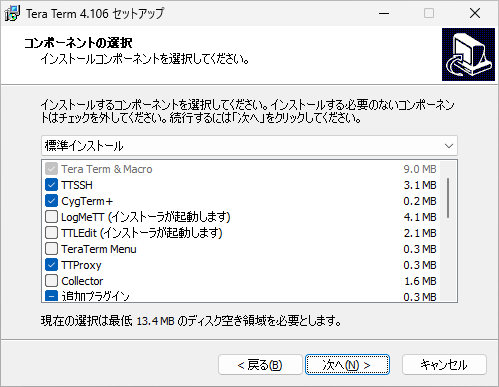 Tera Term 4.106 セットアップ
コンポーネントの選択
インストールコンポーネントを選択してください。
インストールするコンポーネントを選択してください。インストールする必要のないコンポーネン
トはチェックを外してください。続行するには「次へ」をクリックしてください。
標準インストール
Tera Term & Macro 9.0 MB
TTSSH 3.1 MB
CygTerm+ 0.2 MB
LogMeTT (インストーラが起動します) 4.1 MB
TTLEdit (インストーラが起動します) 2.1 MB
TeraTerm Menu 0.3 MB
TTProxy 0.3 MB
Collector 1.6 MB
追加プラグイン 0.3 MB
現在の選択は最低 13.4 MB のディスク空き領域を必要とします。
< 戻る(B) 次へ(N) > キャンセル